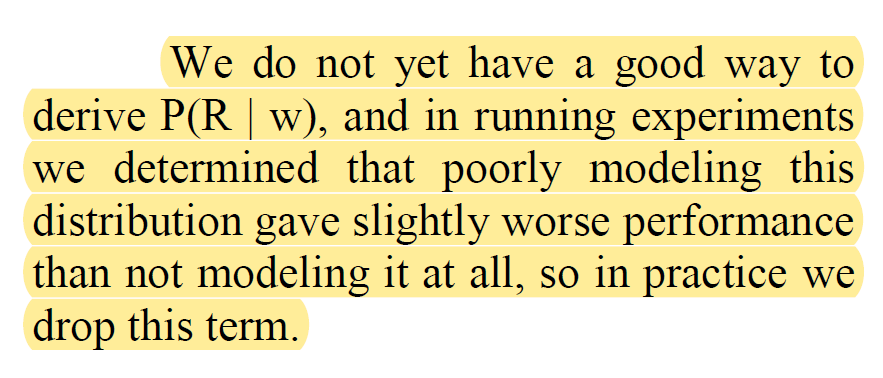 We do not yet have a good way to
derive P(R | w), and in running experiments
we determined that poorly modeling this
distribution gave slightly worse performance
than not modeling it at all, so in practice we
drop this term.